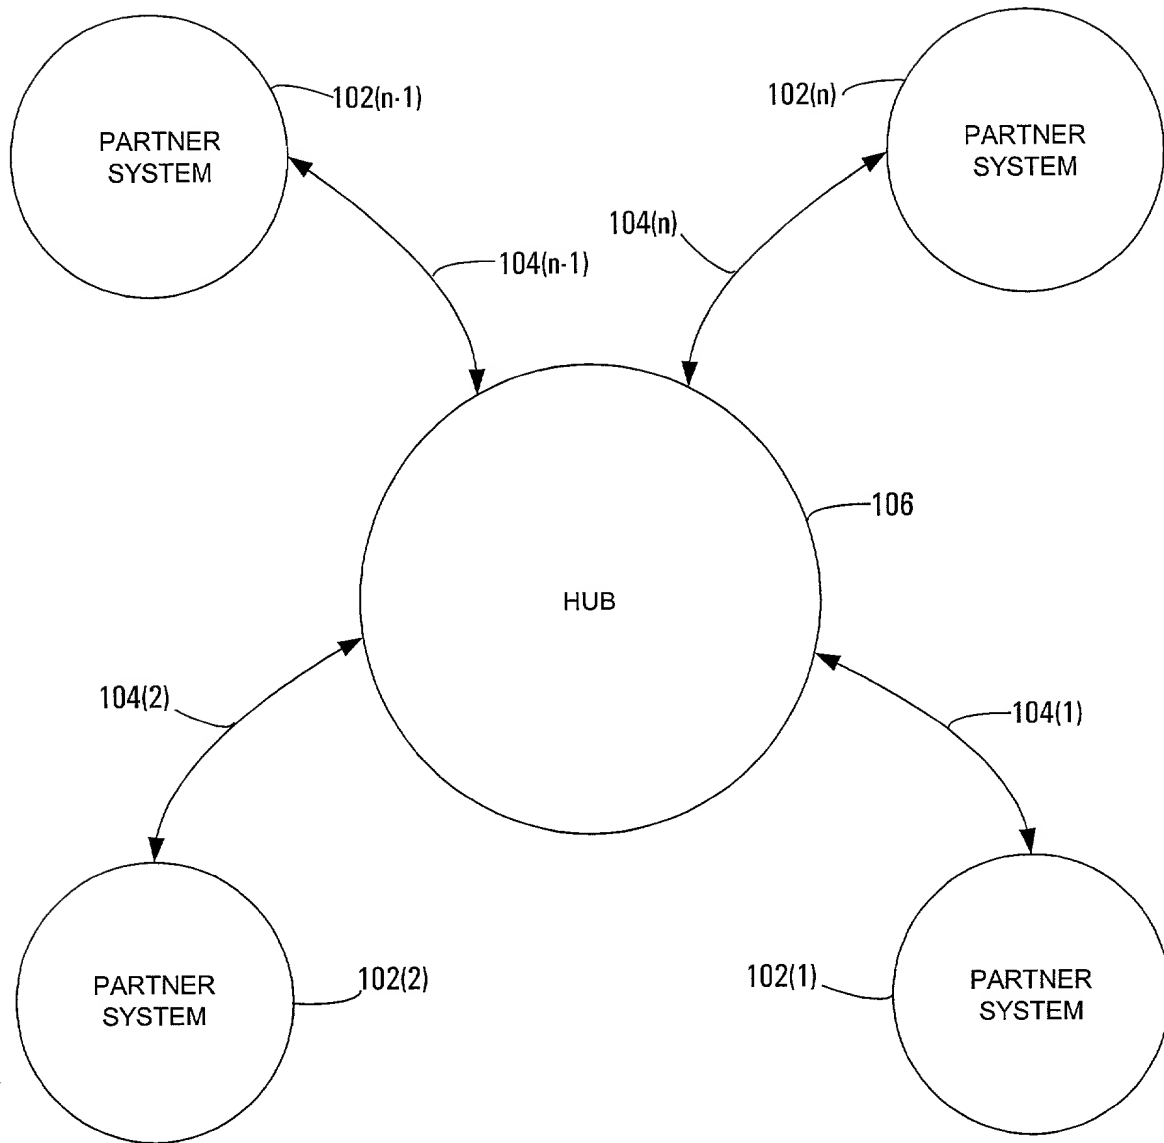 102(n-1)
102(n)
PARTNER
SYSTEM
PARTNER
SYSTEM
104(n)
104(n-1)
106
HUB
104(2)
104(1)
102(2)
102(1)
PARTNER
SYSTEM
PARTNER
SYSTEM